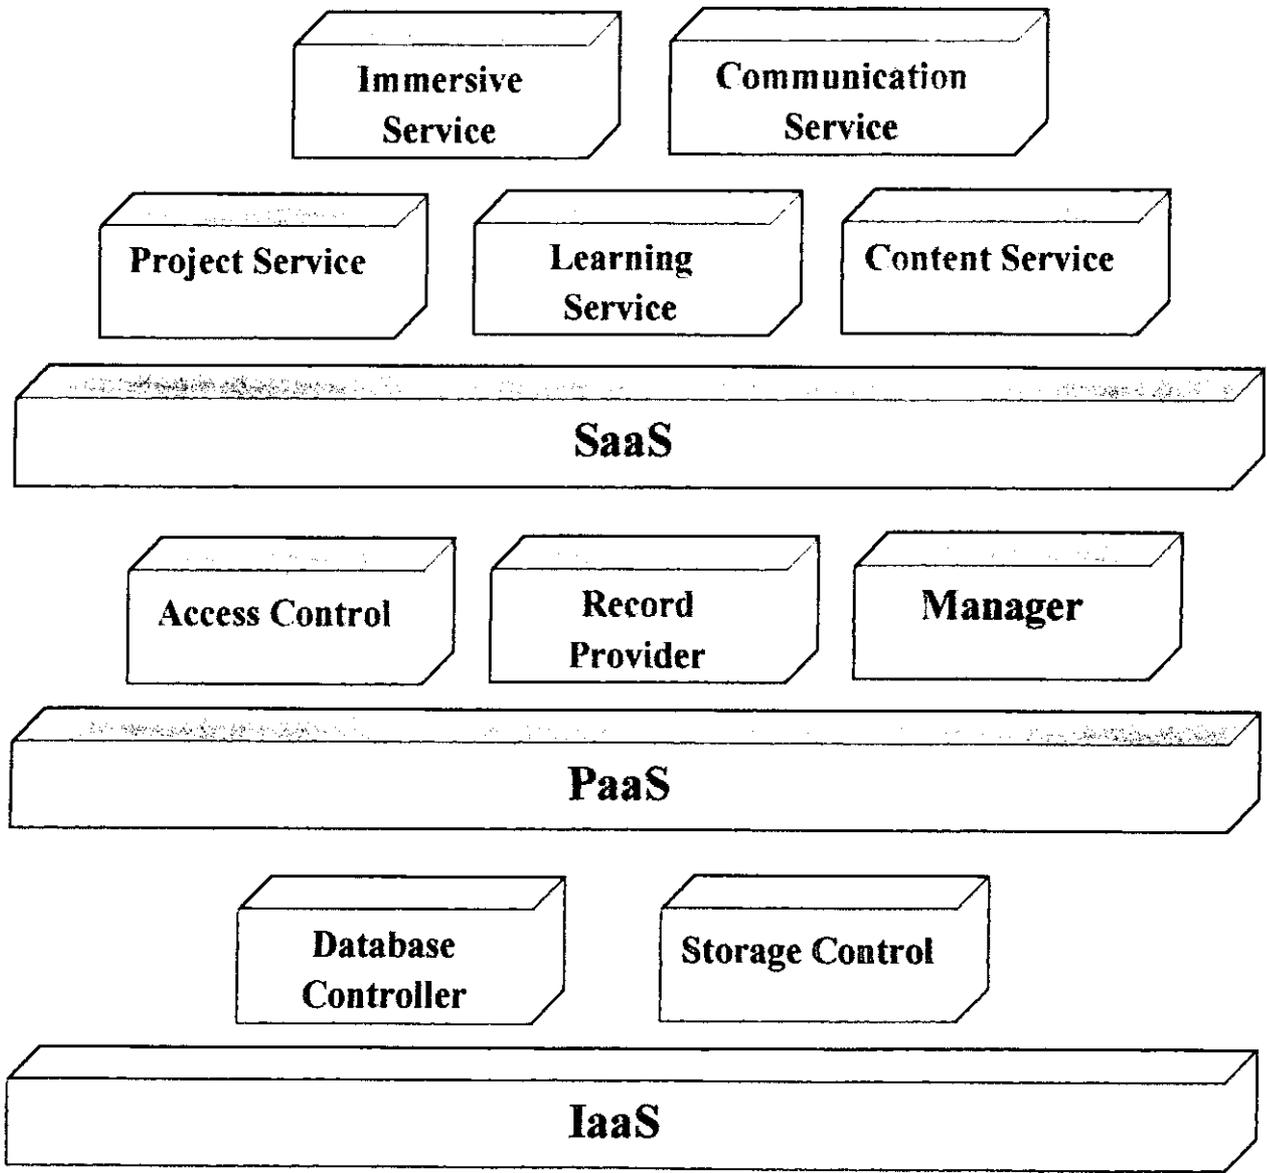 Immersive
Service
Communication
Service
Project Service
Learning
Service
Content Service
SaaS
Access Control
Record
Provider
Manager
PaaS
Database
Controller
Storage Control
IaaS